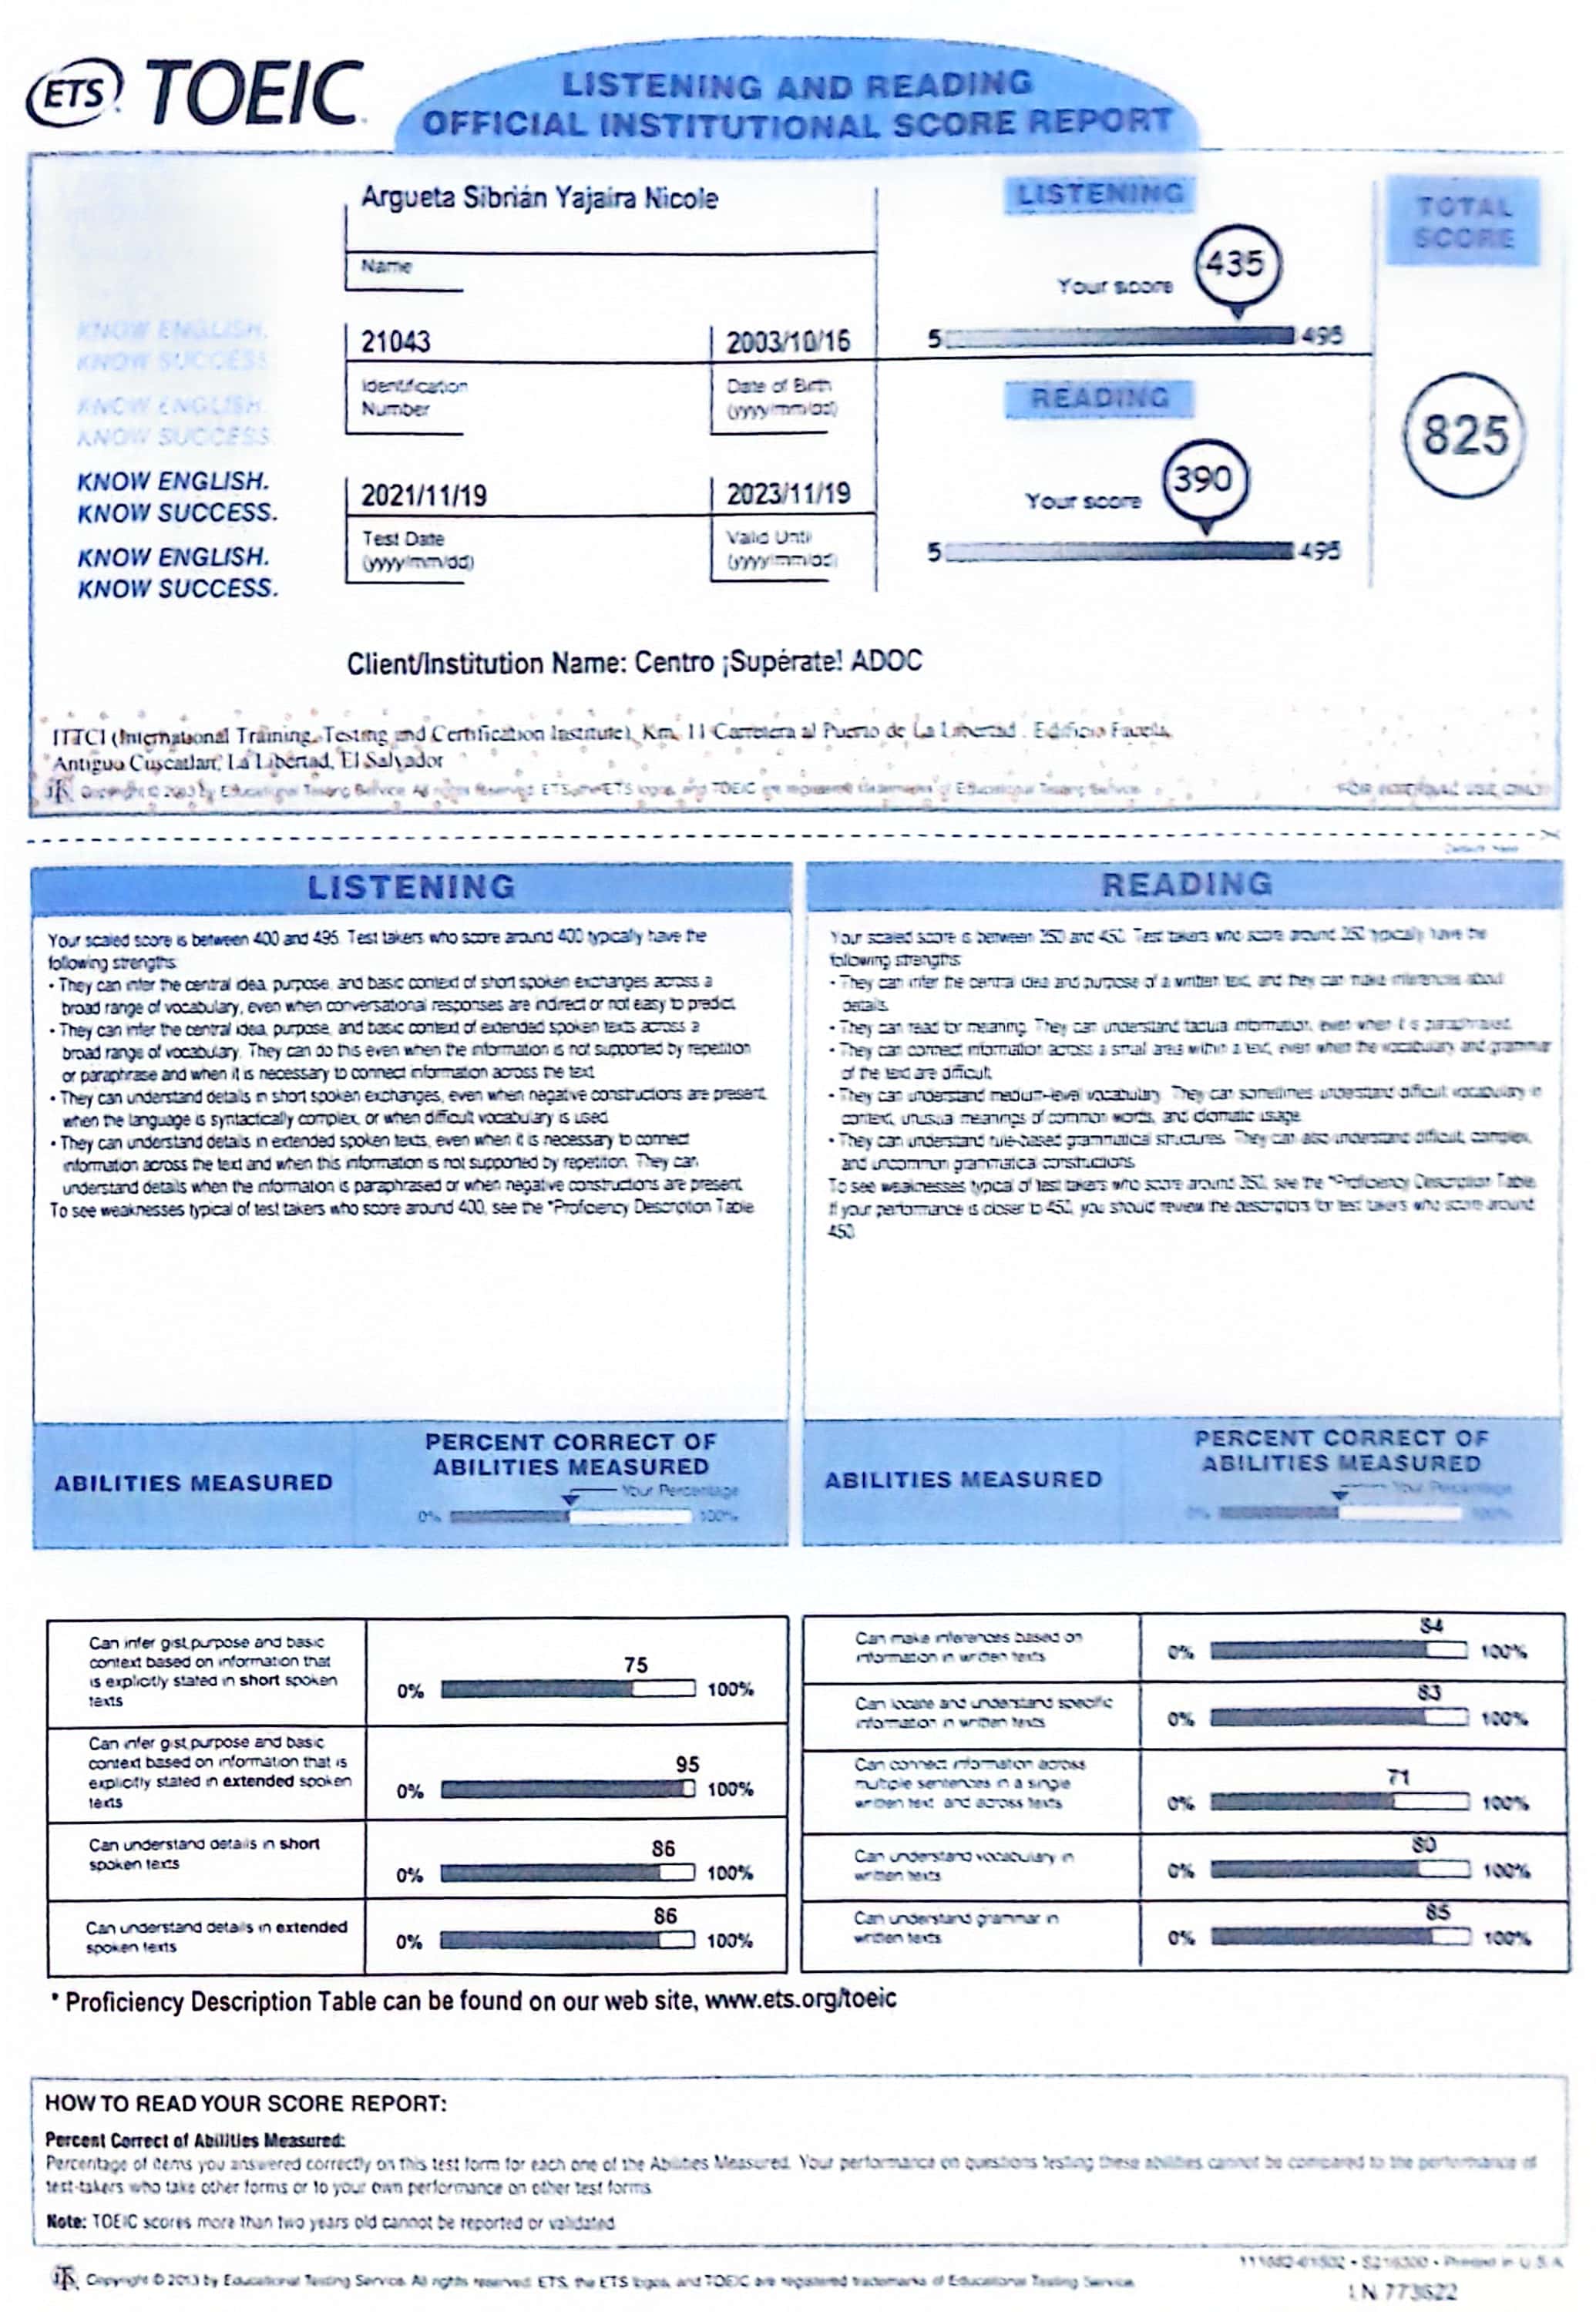 ETS TOEIC
LISTENING AND READING
OFFICIAL INSTITUTIONAL SCORE REPORT
Argueta Sibrián Yajaira Nicole
Name
21043
2003/10/16
Identification
Number
Date of Birth
(yyyy/mm/dd)
2021/11/19
2023/11/19
Test Date
(yyyy/mm/dd)
Valid Until
(yyyy/mm/dd)
KNOW ENGLISH.
KNOW SUCCESS.
KNOW ENGLISH.
KNOW SUCCESS.
KNOW ENGLISH.
KNOW SUCCESS.
KNOW ENGLISH.
KNOW SUCCESS.
LISTENING
Your score
435
5
495
READING
Your score
390
5
495
TOTAL
SCORE
825
Client/Institution Name: Centro ¡Supérate! ADOC
ITTCI (International Training, Testing and Certification Institute), Km. 11 Carretera al Puerto de La Libertad. Edificio
Antiguo Cuscatlan, La Libertad, El Salvador
by Educational Testing Service. All rights reserved. ETS, the ETS logos, and TOEIC are registered trademarks of Educational Testing Service.
LISTENING
Your scaled score is between 400 and 495. Test takers who score around 400 typically have the
following strengths:
• They can infer the central idea, purpose, and basic context of short spoken exchanges across a
broad range of vocabulary, even when conversational responses are indirect or not easy to predict.
• They can infer the central idea, purpose, and basic context of extended spoken texts across a
broad range of vocabulary. They can do this even when the information is not supported by repetition
or paraphrase and when it is necessary to connect information across the text
• They can understand details in short spoken exchanges, even when negative constructions are present,
when the language is syntactically complex, or when difficult vocabulary is used.
• They can understand details in extended spoken texts, even when it is necessary to connect
information across the text and when this information is not supported by repetition. They can
understand details when the information is paraphrased or when negative constructions are present.
To see weaknesses typical of test takers who score around 400, see the "Proficiency Description Table
READING
Your scaled score is between 350 and 450. Test takers who score around 350 typically have the
following strengths:
• They can infer the central idea and purpose of a written text, and they can make inferences about
details.
• They can read for meaning. They can understand factual information, even when it is paraphrased.
• They can connect information across a small area within a text, even when the vocabulary and grammar
of the text are difficult.
• They can understand medium-level vocabulary. They can sometimes understand difficult vocabulary in
context, unusual meanings of common words, and idiomatic usage.
• They can understand rule-based grammatical structures. They can also understand difficult, complex,
and uncommon grammatical constructions.
To see weaknesses typical of test takers who score around 350, see the "Proficiency Description Table.
If your performance is closer to 450, you should review the descriptors for test takers who score around
450.
ABILITIES MEASURED
PERCENT CORRECT OF
ABILITIES MEASURED
Your Percentage
0% 100%
ABILITIES MEASURED
PERCENT CORRECT OF
ABILITIES MEASURED
Your Percentage
0% 100%
Can infer gist,purpose and basic
context based on information that
is explicitly stated in short spoken
texts
75
0% 100%
Can infer gist,purpose and basic
context based on information that is
explicitly stated in extended spoken
texts
95
0% 100%
Can understand details in short
spoken texts
86
0% 100%
Can understand details in extended
spoken texts
86
0% 100%
Can make inferences based on
information in written texts
84
0% 100%
Can locate and understand specific
information in written texts
83
0% 100%
Can connect information across
multiple sentences in a single
written text and across texts
71
0% 100%
Can understand vocabulary in
written texts
80
0% 100%
Can understand grammar in
written texts
85
0% 100%
* Proficiency Description Table can be found on our web site, www.ets.org/toeic
HOW TO READ YOUR SCORE REPORT:
Percent Correct of Abilities Measured:
Percentage of items you answered correctly on this test form for each one of the Abilities Measured. Your performance on questions testing these abilities cannot be compared to the performance of
test-takers who take other forms or to your own performance on other test forms.
Note: TOEIC scores more than two years old cannot be reported or validated.
Printed in U.S.A.
Copyright © 2013 by Educational Testing Service. All rights reserved. ETS, the ETS logos, and TOEIC are registered trademarks of Educational Testing Service.
I.N.773622